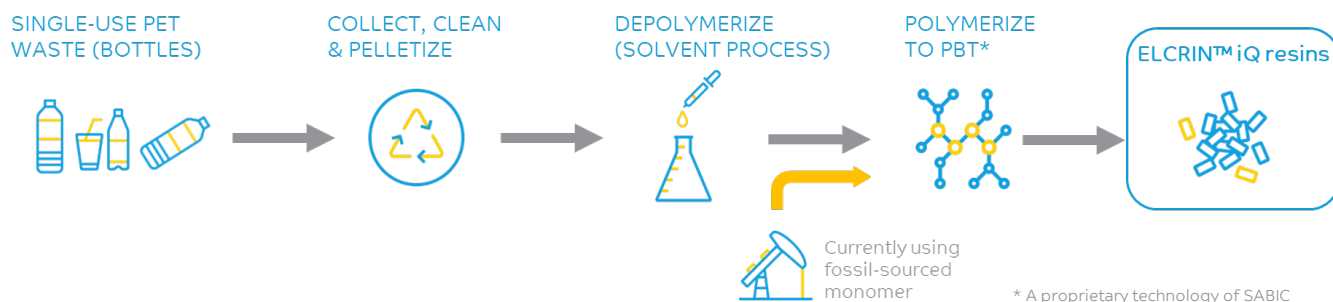 SINGLE-USE PET
WASTE (BOTTLES)
COLLECT, CLEAN
& PELLETIZE
DEPOLYMERIZE
(SOLVENT PROCESS)
POLYMERIZE
TO PBT*
ELCRIN™ iQ resins
Currently using
fossil-sourced
monomer
* A proprietary technology of SABIC